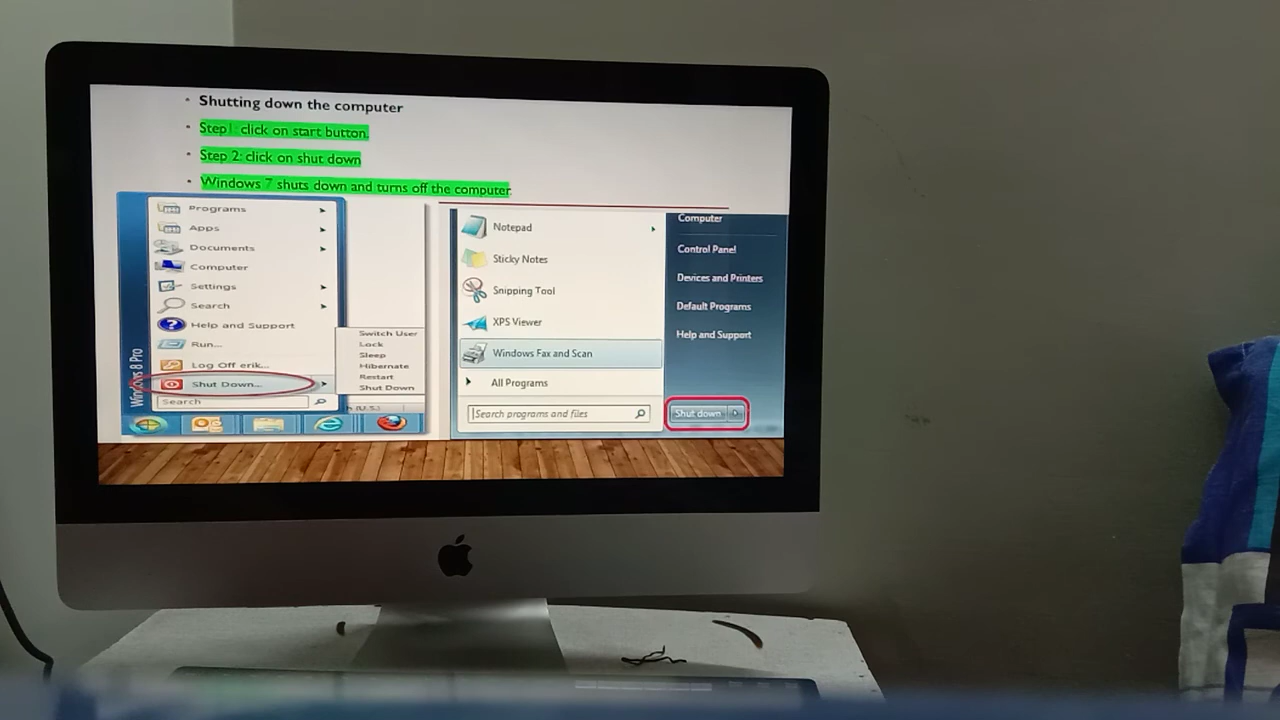 Shutting down the computer
Step1: click on start button.
Step 2: click on shut down
Windows 7 shuts down and turns off the computer.
Programs
Apps
Documents
Computer
Settings
Search
Help and Support
Run...
Log Off erik...
Shut Down...
Search
Windows 8 Pro
Switch User
Lock
Sleep
Hibernate
Restart
Shut Down
(U.S.)
Notepad
Sticky Notes
Snipping Tool
XPS Viewer
Windows Fax and Scan
All Programs
Search programs and files
Computer
Control Panel
Devices and Printers
Default Programs
Help and Support
Shut down